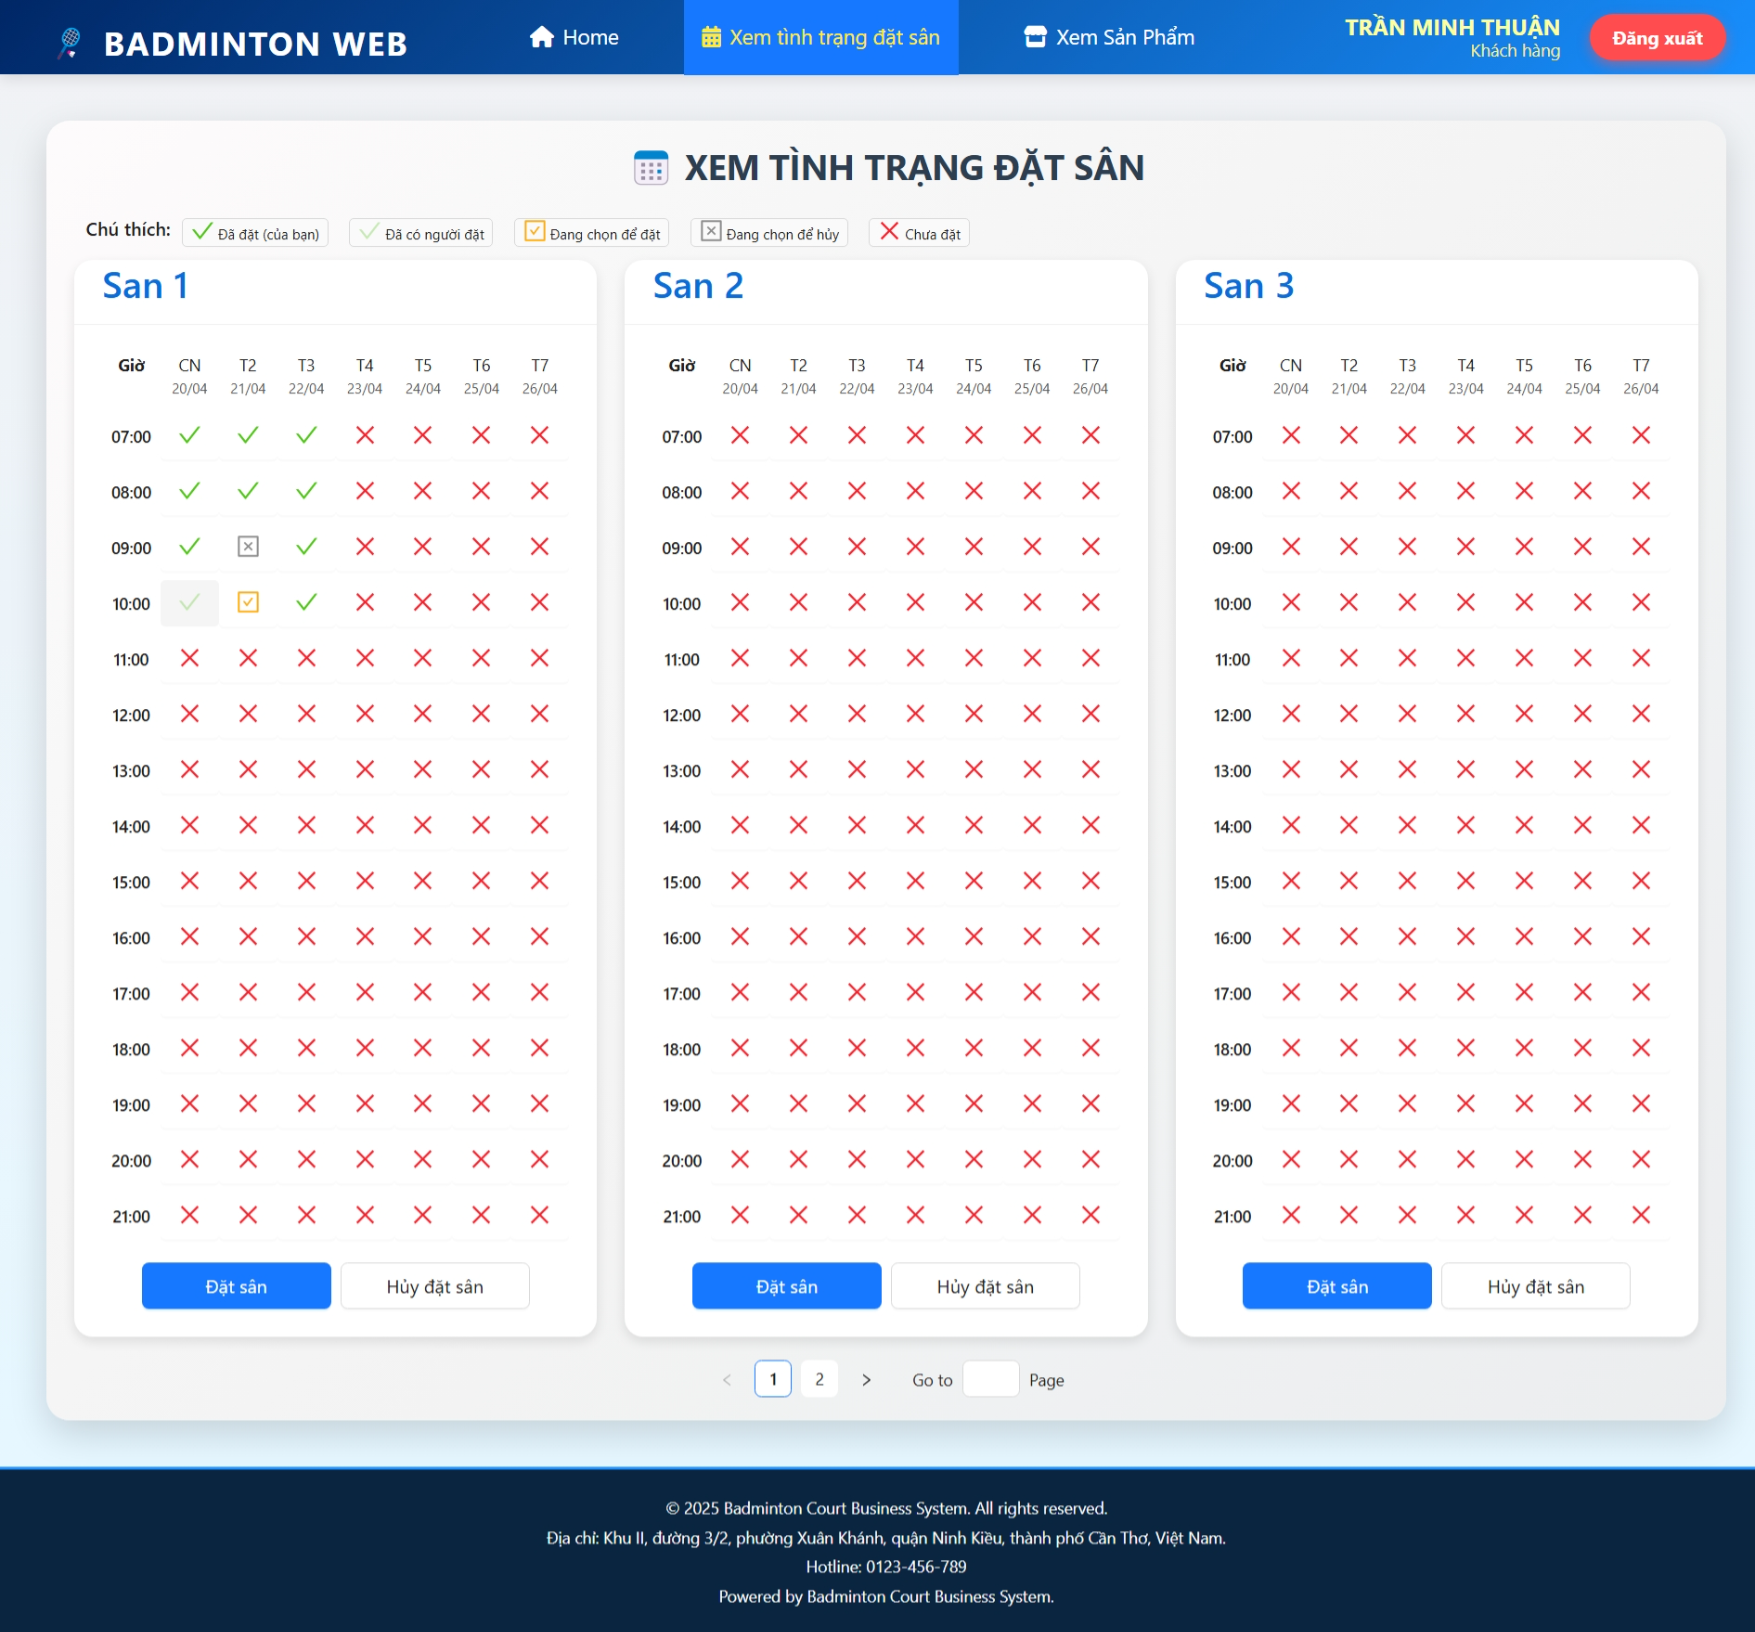 BADMINTON WEB
Home
Xem tình trạng đặt sân
Xem Sản Phẩm
TRẦN MINH THUẬN
Khách hàng
Đăng xuất
XEM TÌNH TRẠNG ĐẶT SÂN
Chú thích: Đã đặt (của bạn) Đã có người đặt Đang chọn để đặt Đang chọn để hủy Chưa đặt
San 1
Giờ CN T2 T3 T4 T5 T6 T7
20/04 21/04 22/04 23/04 24/04 25/04 26/04
07:00
08:00
09:00
10:00
11:00
12:00
13:00
14:00
15:00
16:00
17:00
18:00
19:00
20:00
21:00
Đặt sân Hủy đặt sân
San 2
Giờ CN T2 T3 T4 T5 T6 T7
20/04 21/04 22/04 23/04 24/04 25/04 26/04
07:00
08:00
09:00
10:00
11:00
12:00
13:00
14:00
15:00
16:00
17:00
18:00
19:00
20:00
21:00
Đặt sân Hủy đặt sân
San 3
Giờ CN T2 T3 T4 T5 T6 T7
20/04 21/04 22/04 23/04 24/04 25/04 26/04
07:00
08:00
09:00
10:00
11:00
12:00
13:00
14:00
15:00
16:00
17:00
18:00
19:00
20:00
21:00
Đặt sân Hủy đặt sân
< 1 2 > Go to Page
© 2025 Badminton Court Business System. All rights reserved.
Địa chỉ: Khu II, đường 3/2, phường Xuân Khánh, quận Ninh Kiều, thành phố Cần Thơ, Việt Nam.
Hotline: 0123-456-789
Powered by Badminton Court Business System.